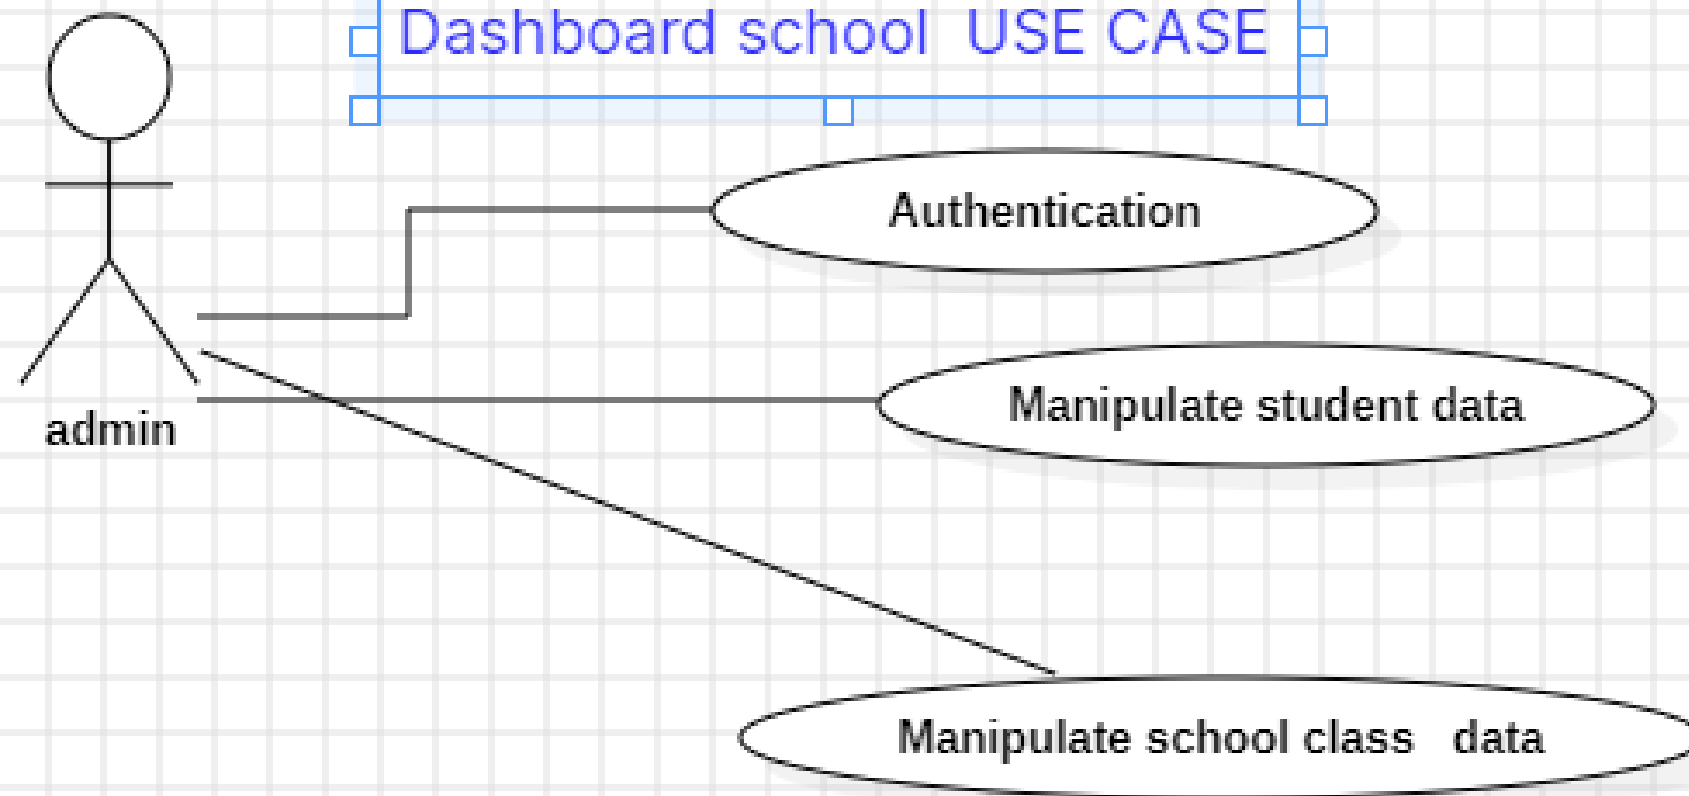 Dashboard school  USE CASE
Authentication
Manipulate student data
admin
Manipulate school class   data